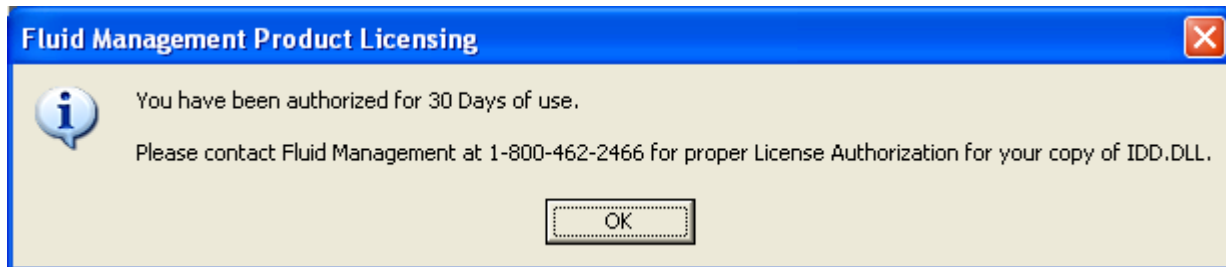 Fluid Management Product Licensing
You have been authorized for 30 Days of use.
Please contact Fluid Management at 1-800-462-2466 for proper License Authorization for your copy of IDD.DLL.
OK